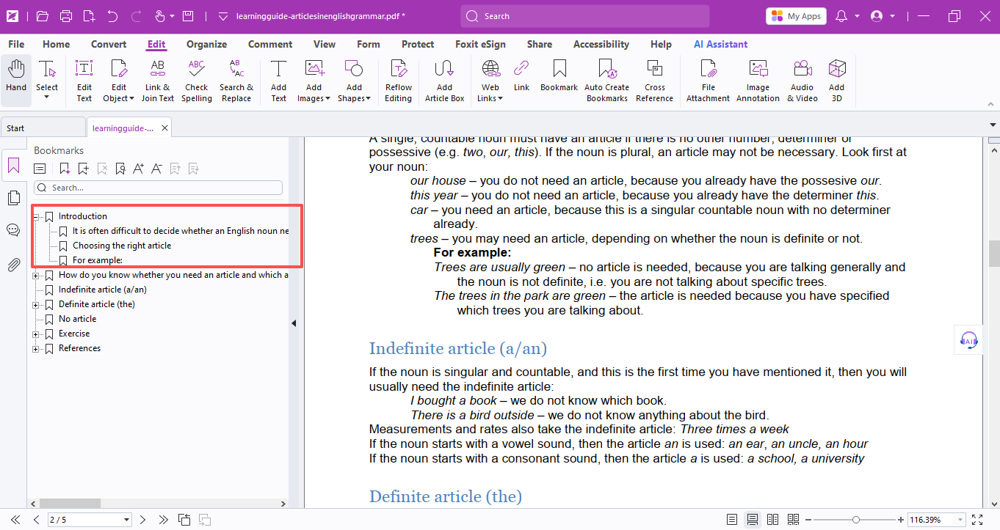 learningguide-articlesinenglishgrammar.pdf *
Search
My Apps
File Home Convert Edit Organize Comment View Form Protect Foxit eSign Share Accessibility Help AI Assistant
Hand
Select
Edit Text
Edit Object
Link & Join Text
Check Spelling
Search & Replace
Add Text
Add Images
Add Shapes
Reflow Editing
Add Article Box
Web Links
Link
Bookmark
Auto Create Bookmarks
Cross Reference
File Attachment
Image Annotation
Audio & Video
Add 3D
Start
learningguide-...
Bookmarks
Search...
Introduction
It is often difficult to decide whether an English noun ne
Choosing the right article
For example:
How do you know whether you need an article and which a
Indefinite article (a/an)
Definite article (the)
No article
Exercise
References
A single, countable noun must have an article if there is no other number, determiner or
possessive (e.g. two, our, this). If the noun is plural, an article may not be necessary. Look first at
your noun:
our house – you do not need an article, because you already have the possesive our.
this year – you do not need an article, because you already have the determiner this.
car – you need an article, because this is a singular countable noun with no determiner
already.
trees – you may need an article, depending on whether the noun is definite or not.
For example:
Trees are usually green – no article is needed, because you are talking generally and
the noun is not definite, i.e. you are not talking about specific trees.
The trees in the park are green – the article is needed because you have specified
which trees you are talking about.
Indefinite article (a/an)
If the noun is singular and countable, and this is the first time you have mentioned it, then you will
usually need the indefinite article:
I bought a book – we do not know which book.
There is a bird outside – we do not know anything about the bird.
Measurements and rates also take the indefinite article: Three times a week
If the noun starts with a vowel sound, then the article an is used: an ear, an uncle, an hour
If the noun starts with a consonant sound, then the article a is used: a school, a university
Definite article (the)
AI
2 / 5
116.39%